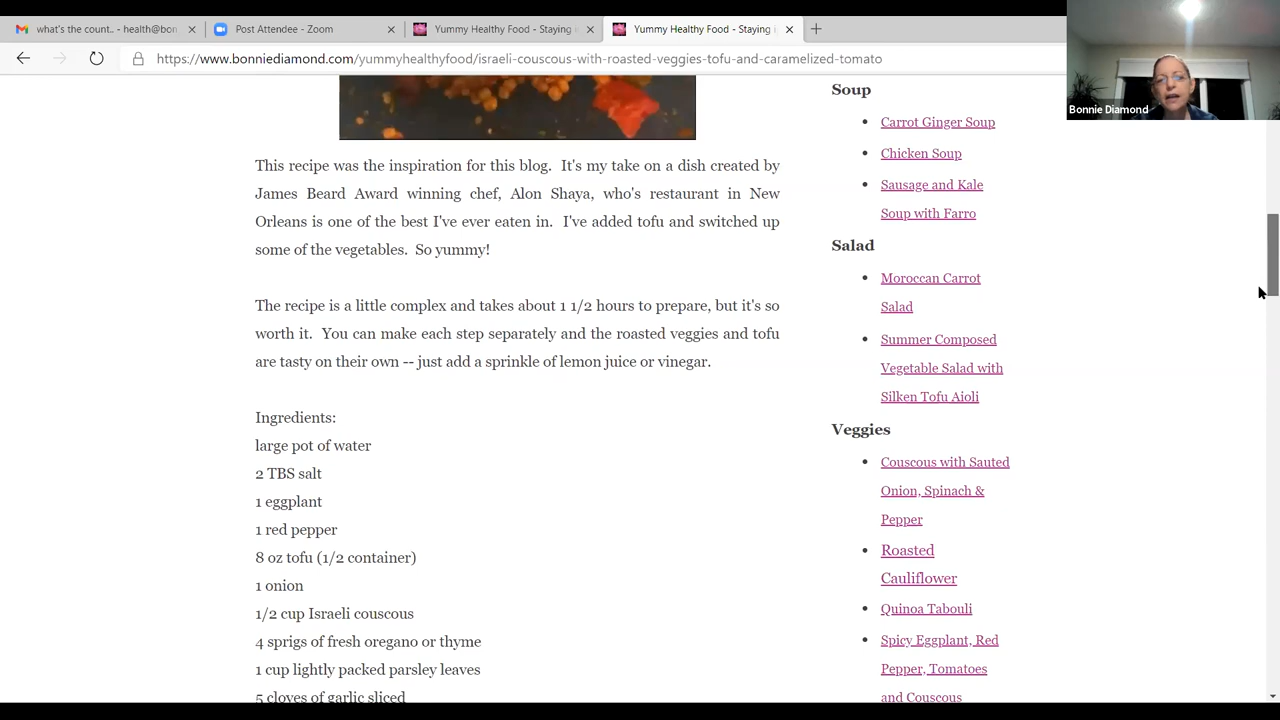 what's the count.. - health@bon
Post Attendee - Zoom
Yummy Healthy Food - Staying i
Yummy Healthy Food - Staying i
https://www.bonniediamond.com/yummyhealthyfood/israeli-couscous-with-roasted-veggies-tofu-and-caramelized-tomato
Bonnie Diamond
This recipe was the inspiration for this blog. It's my take on a dish created by
James Beard Award winning chef, Alon Shaya, who's restaurant in New
Orleans is one of the best I've ever eaten in. I've added tofu and switched up
some of the vegetables. So yummy!
The recipe is a little complex and takes about 1 1/2 hours to prepare, but it's so
worth it. You can make each step separately and the roasted veggies and tofu
are tasty on their own -- just add a sprinkle of lemon juice or vinegar.
Ingredients:
large pot of water
2 TBS salt
1 eggplant
1 red pepper
8 oz tofu (1/2 container)
1 onion
1/2 cup Israeli couscous
4 sprigs of fresh oregano or thyme
1 cup lightly packed parsley leaves
5 cloves of garlic sliced
Soup
Carrot Ginger Soup
Chicken Soup
Sausage and Kale
Soup with Farro
Salad
Moroccan Carrot
Salad
Summer Composed
Vegetable Salad with
Silken Tofu Aioli
Veggies
Couscous with Sauted
Onion, Spinach &
Pepper
Roasted
Cauliflower
Quinoa Tabouli
Spicy Eggplant, Red
Pepper, Tomatoes
and Couscous